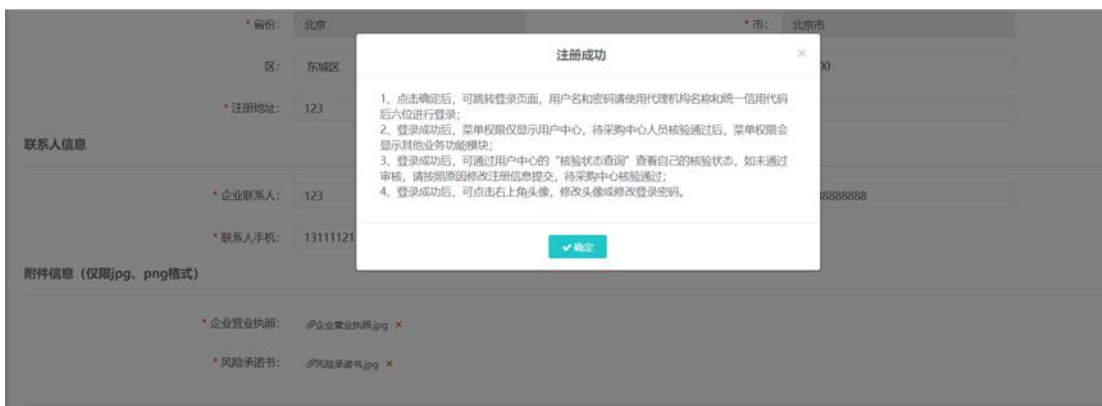 * 省份: 北京
* 市: 北京市
注册成功
×
区: 东城区
00
1、点击确定后，可跳转登录页面，用户名和密码请使用代理机构名称和统一信用代码
后六位进行登录；
* 注册地址: 123
2、登录成功后，菜单权限仅显示用户中心，待采购中心人员核验通过后，菜单权限会
显示其他业务功能模块；
联系人信息
3、登录成功后，可通过用户中心的“核验状态查询”查看自己的核验状态，如未通过
审核，请按照原因修改注册信息提交，待采购中心核验通过；
4、登录成功后，可点击右上角头像，修改头像或修改登录密码。
* 企业联系人: 123
88888888
* 联系人手机: 13111121
✔确定
附件信息（仅限jpg、png格式）
* 企业营业执照: 企业营业执照.jpg ×
* 风险承诺书: 风险承诺书.jpg ×